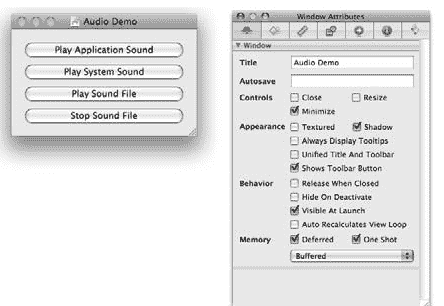 Audio Demo
Play Application Sound
Play System Sound
Play Sound File
Stop Sound File
Window Attributes
Window
Title Audio Demo
Autosave
Controls Close Resize
Minimize
Appearance Textured Shadow
Always Display Tooltips
Unified Title And Toolbar
Shows Toolbar Button
Behavior Release When Closed
Hide On Deactivate
Visible At Launch
Auto Recalculates View Loop
Memory Deferred One Shot
Buffered